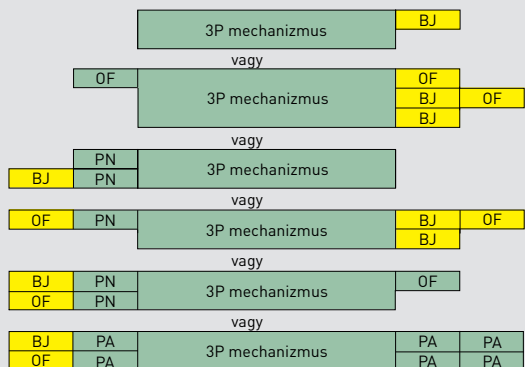 3P mechanizmus BJ
vagy
OF 3P mechanizmus OF
BJ OF
BJ
vagy
PN 3P mechanizmus
BJ PN
vagy
OF PN 3P mechanizmus BJ OF
BJ
vagy
BJ PN 3P mechanizmus OF
OF PN
vagy
BJ PA 3P mechanizmus PA PA
OF PA PA PA